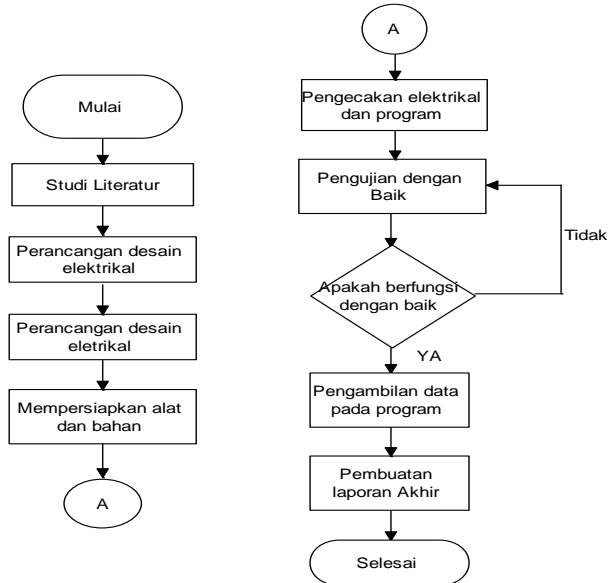 Mulai
Studi Literatur
Perancangan desain
elektrikal
Perancangan desain
eletrikal
Mempersiapkan alat
dan bahan
A
A
Pengecakan elektrikal
dan program
Pengujian dengan
Baik
Tidak
Apakah berfungsi
dengan baik
YA
Pengambilan data
pada program
Pembuatan
laporan Akhir
Selesai